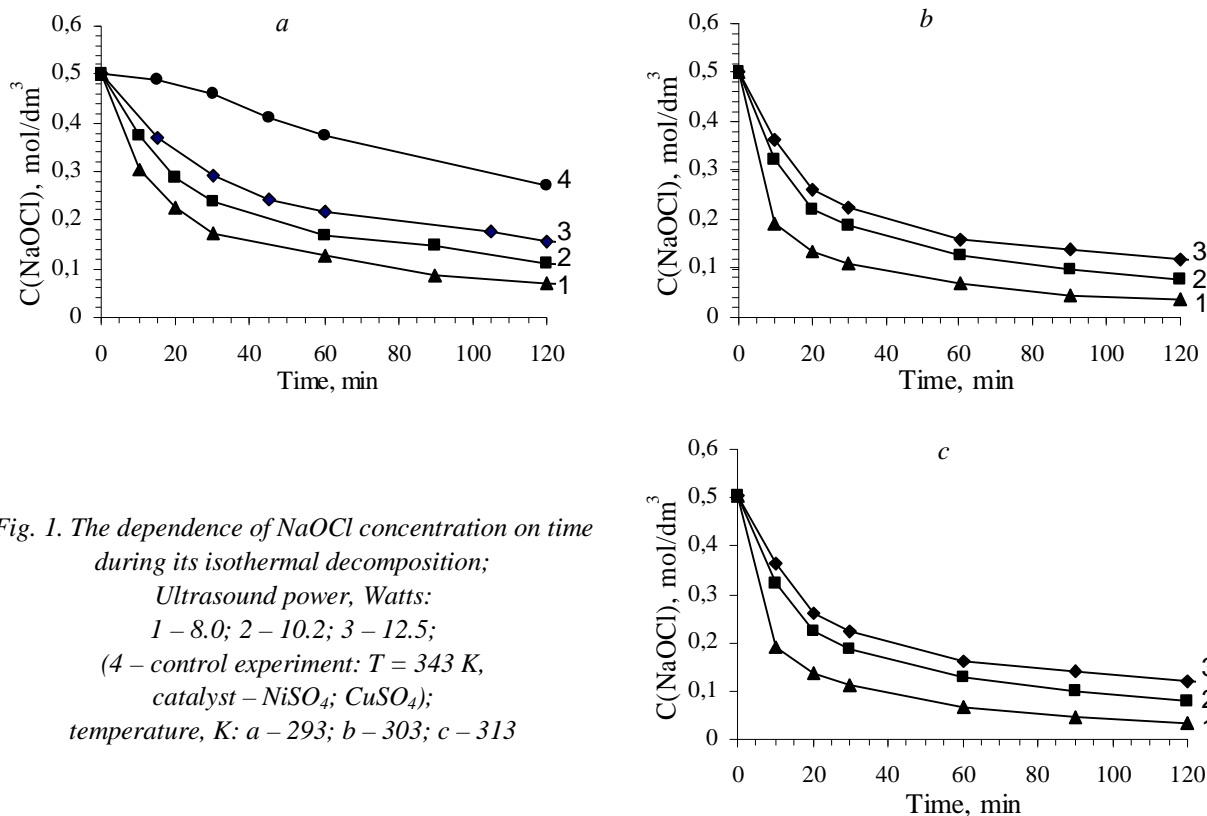 a
0,6
0,5
0,4
0,3
0,2
0,1
0
C(NaOCl), mol/dm³
4
3
2
1
0 20 40 60 80 100 120
Time, min
b
0,6
0,5
0,4
0,3
0,2
0,1
0
C(NaOCl), mol/dm³
3
2
1
0 20 40 60 80 100 120
Time, min
Fig. 1. The dependence of NaOCl concentration on time
during its isothermal decomposition;
Ultrasound power, Watts:
1 – 8.0; 2 – 10.2; 3 – 12.5;
(4 – control experiment: T = 343 K,
catalyst – NiSO₄; CuSO₄);
temperature, K: a – 293; b – 303; c – 313
c
0,6
0,5
0,4
0,3
0,2
0,1
0
C(NaOCl), mol/dm³
3
2
1
0 20 40 60 80 100 120
Time, min